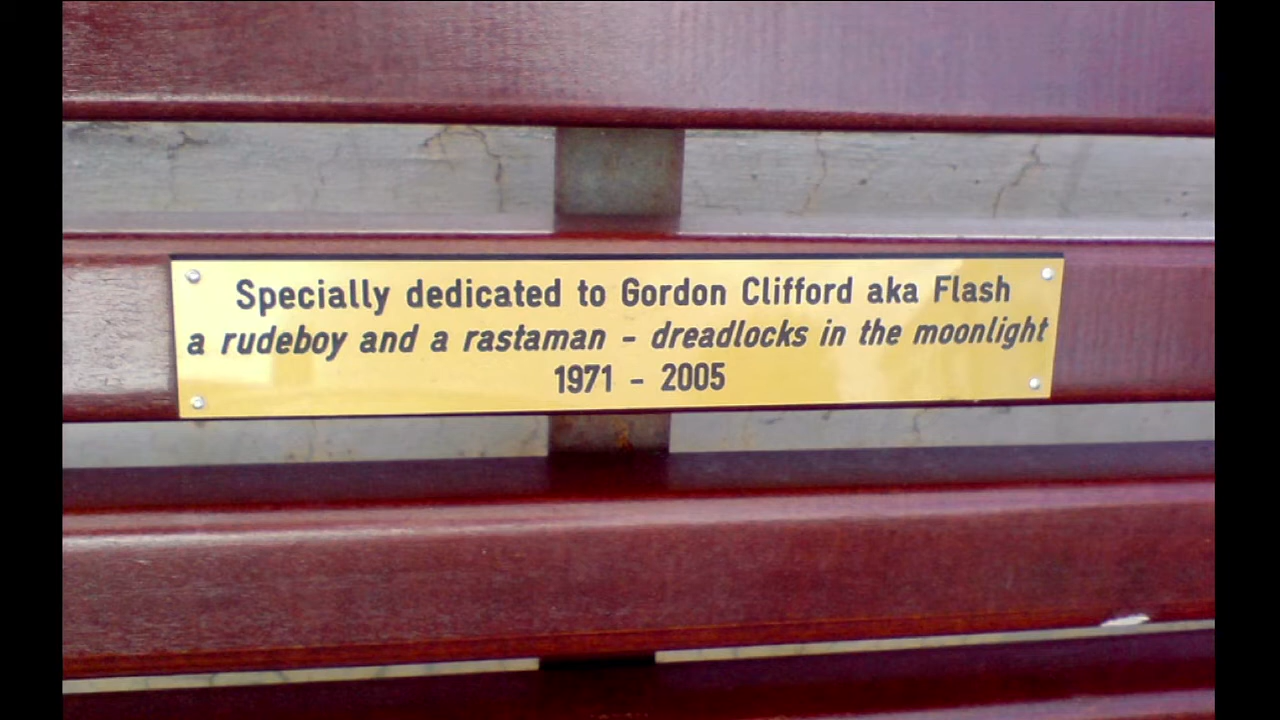 Specially dedicated to Gordon Clifford aka Flash
a rudeboy and a rastaman - dreadlocks in the moonlight
1971 - 2005